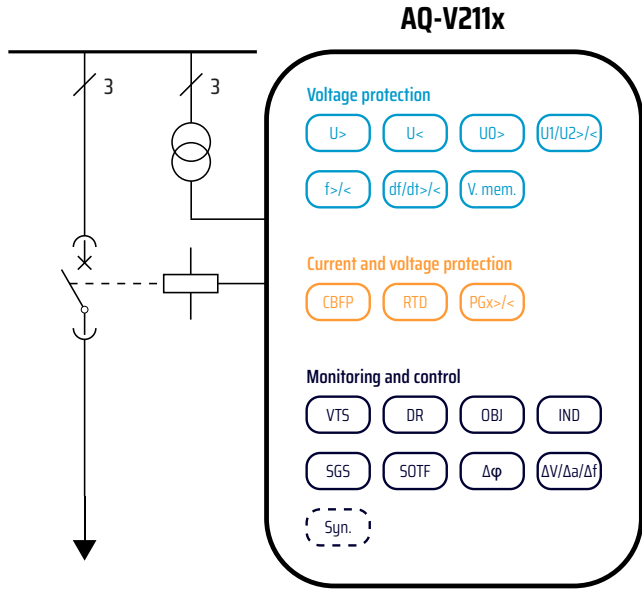 AQ-V211x
3
3
Voltage protection
U>
U<
U0>
U1/U2>/<
f>/<
df/dt>/<
V. mem.
Current and voltage protection
CBFP
RTD
PGx>/<
Monitoring and control
VTS
DR
OBJ
IND
SGS
SOTF
Δφ
ΔV/Δa/Δf
Syn.